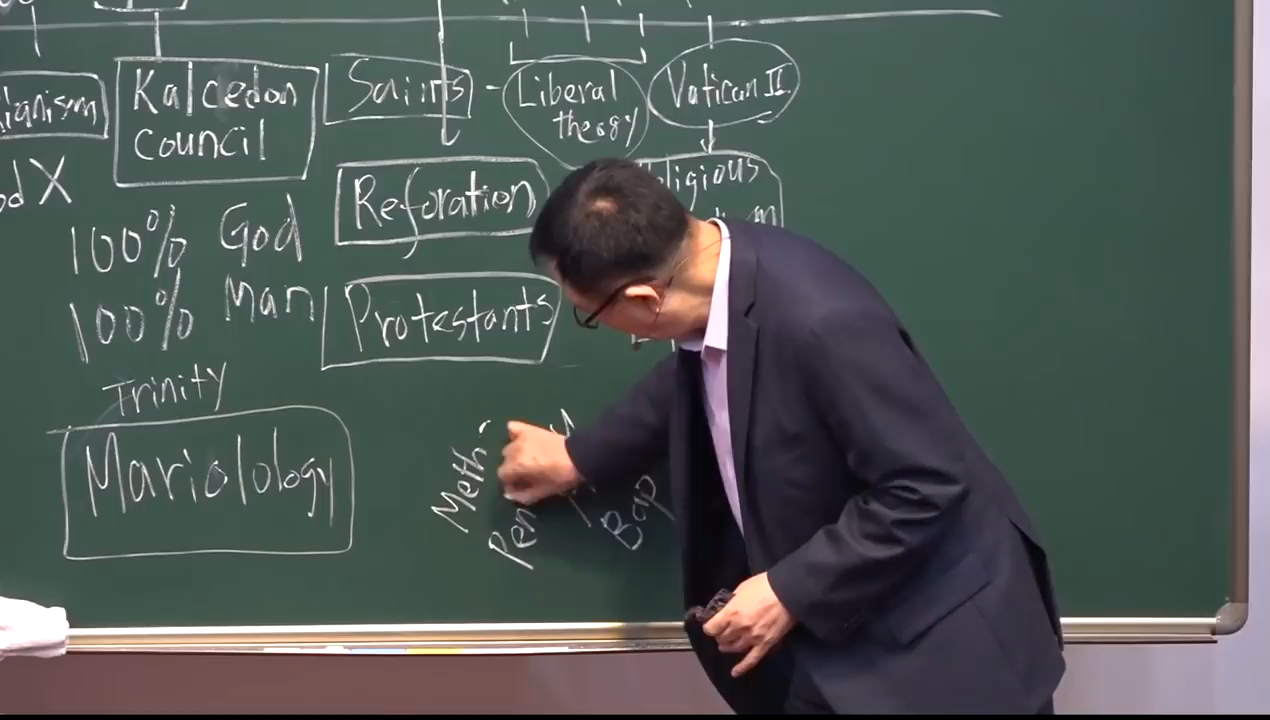 Kalcedon
council
Saints
Liberal
theogy
Vatican II
od X
100% God
100% Man
Reforation
Protestants
Trinity
Mariolology
Meth
Pen
Bap